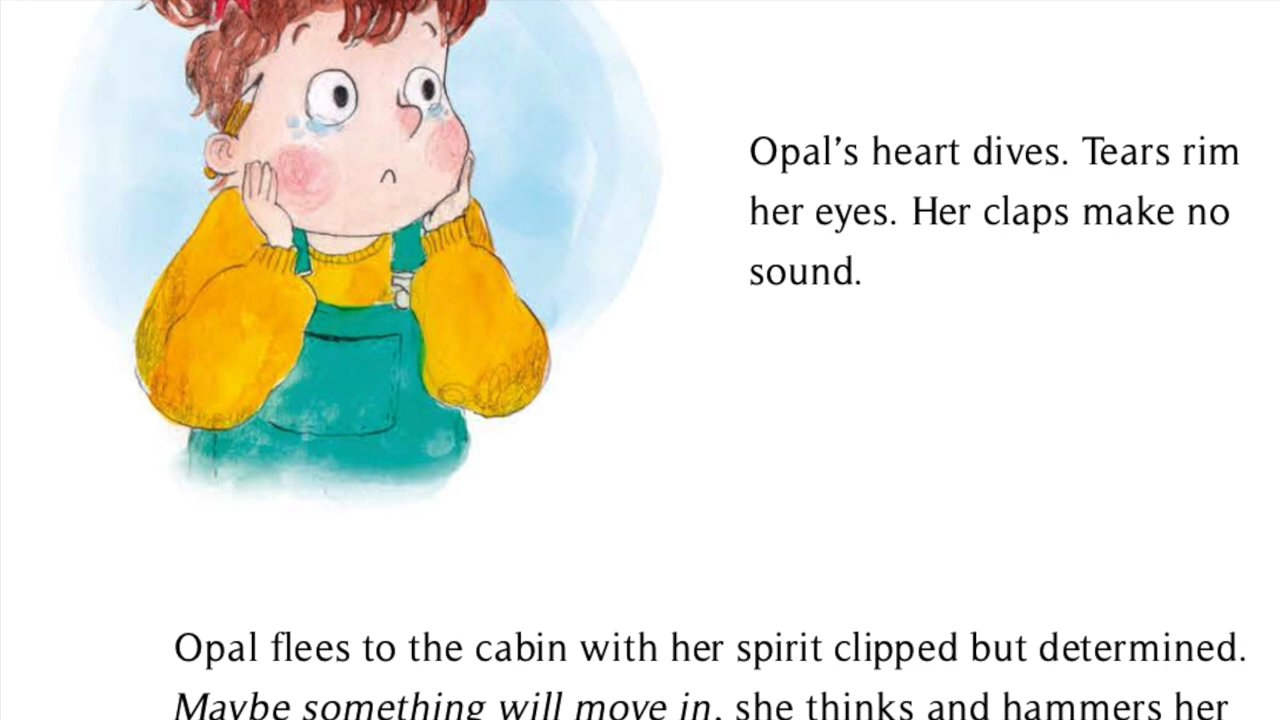 Opal’s heart dives. Tears rim
her eyes. Her claps make no
sound.
Opal flees to the cabin with her spirit clipped but determined.
Maybe something will move in, she thinks and hammers her